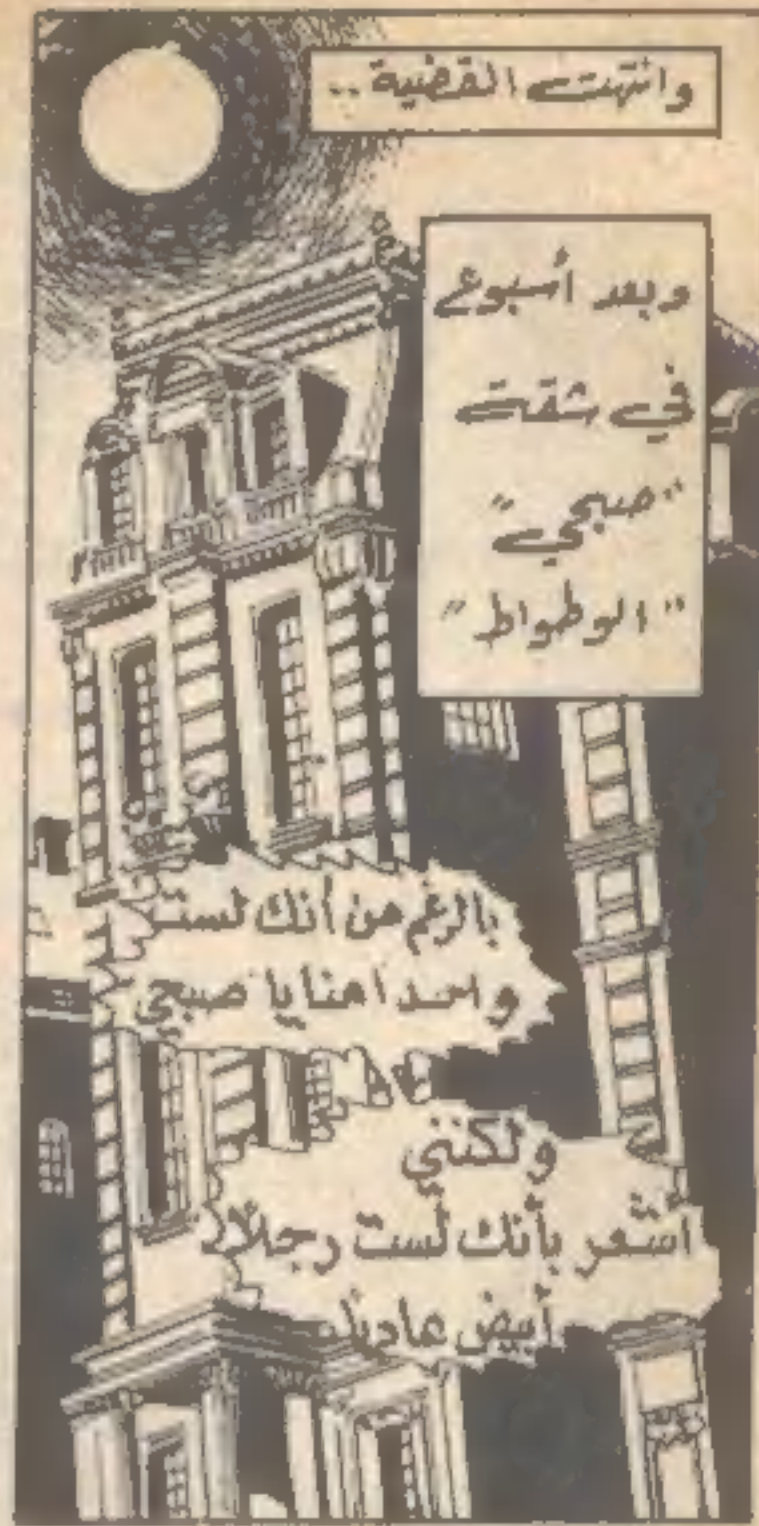 وانتهت القضية ..
وبعد أسبوع
في شقة
"صبحي"
"الوطواط"
بالرغم من أنك لست
واحدا منا يا صبحي
ولكنني
أشعر بأنك لست رجلا
أبيض عاديا